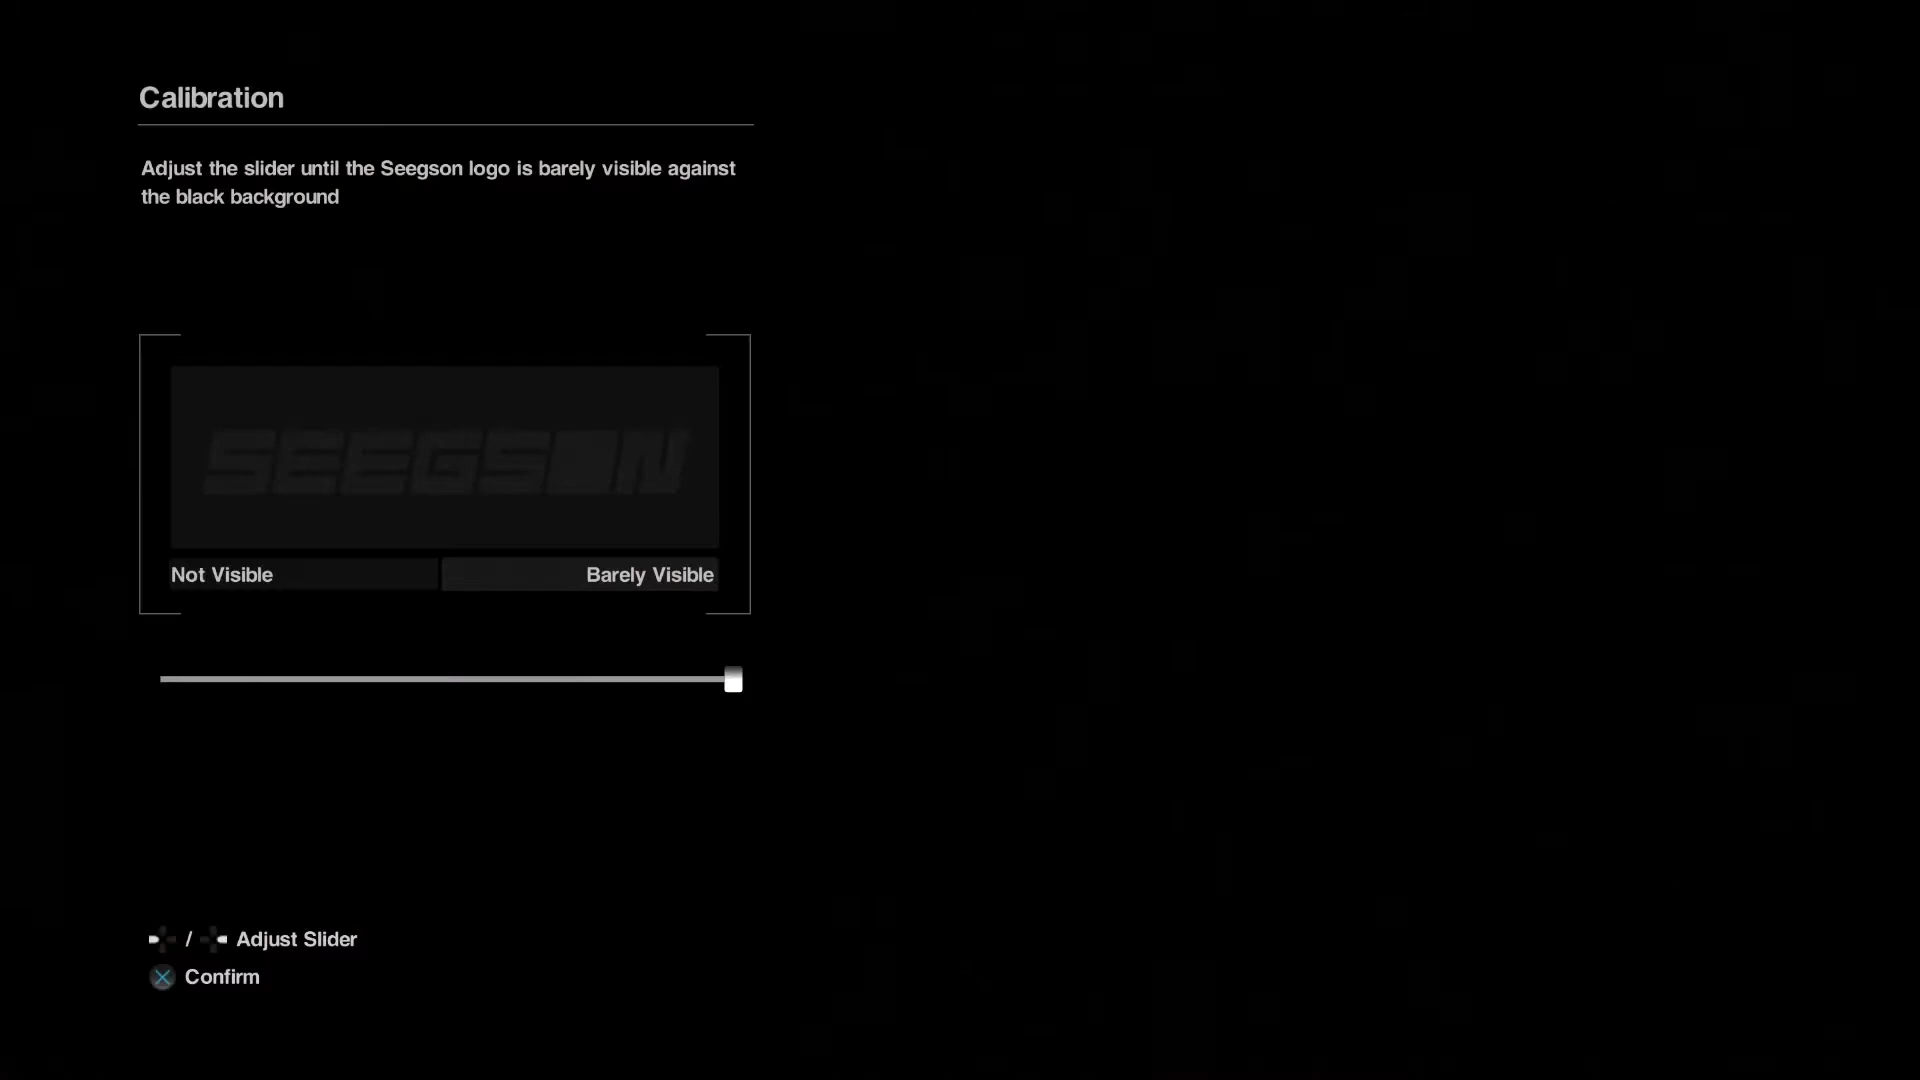 Calibration
Adjust the slider until the Seegson logo is barely visible against
the black background
SEEGSON
Not Visible
Barely Visible
/ Adjust Slider
Confirm